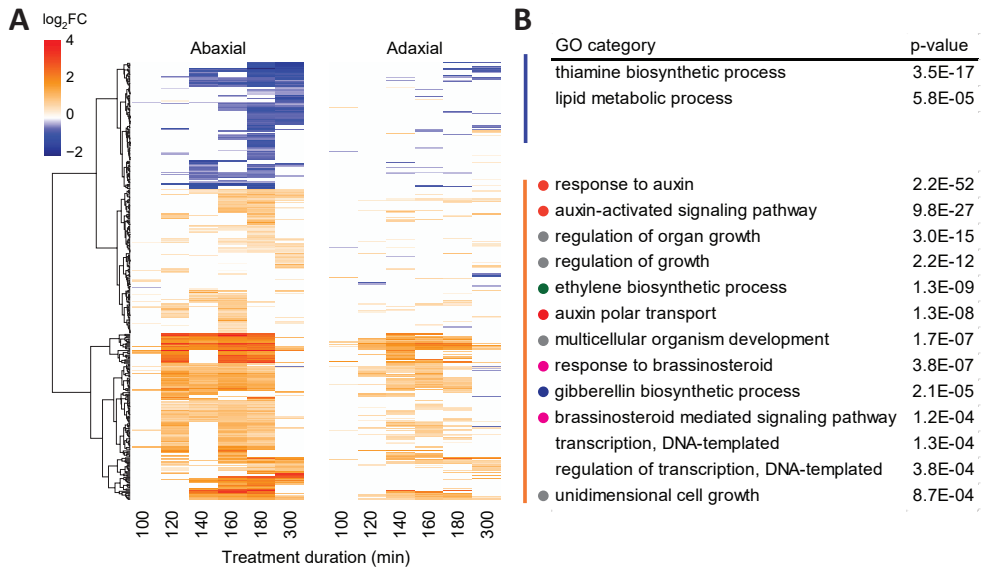 A
log₂FC
4
2
0
−2
Abaxial
Adaxial
100
120
140
160
180
300
100
120
140
160
180
300
Treatment duration (min)
B
GO category p-value
thiamine biosynthetic process 3.5E-17
lipid metabolic process 5.8E-05
response to auxin 2.2E-52
auxin-activated signaling pathway 9.8E-27
regulation of organ growth 3.0E-15
regulation of growth 2.2E-12
ethylene biosynthetic process 1.3E-09
auxin polar transport 1.3E-08
multicellular organism development 1.7E-07
response to brassinosteroid 3.8E-07
gibberellin biosynthetic process 2.1E-05
brassinosteroid mediated signaling pathway 1.2E-04
transcription, DNA-templated 1.3E-04
regulation of transcription, DNA-templated 3.8E-04
unidimensional cell growth 8.7E-04